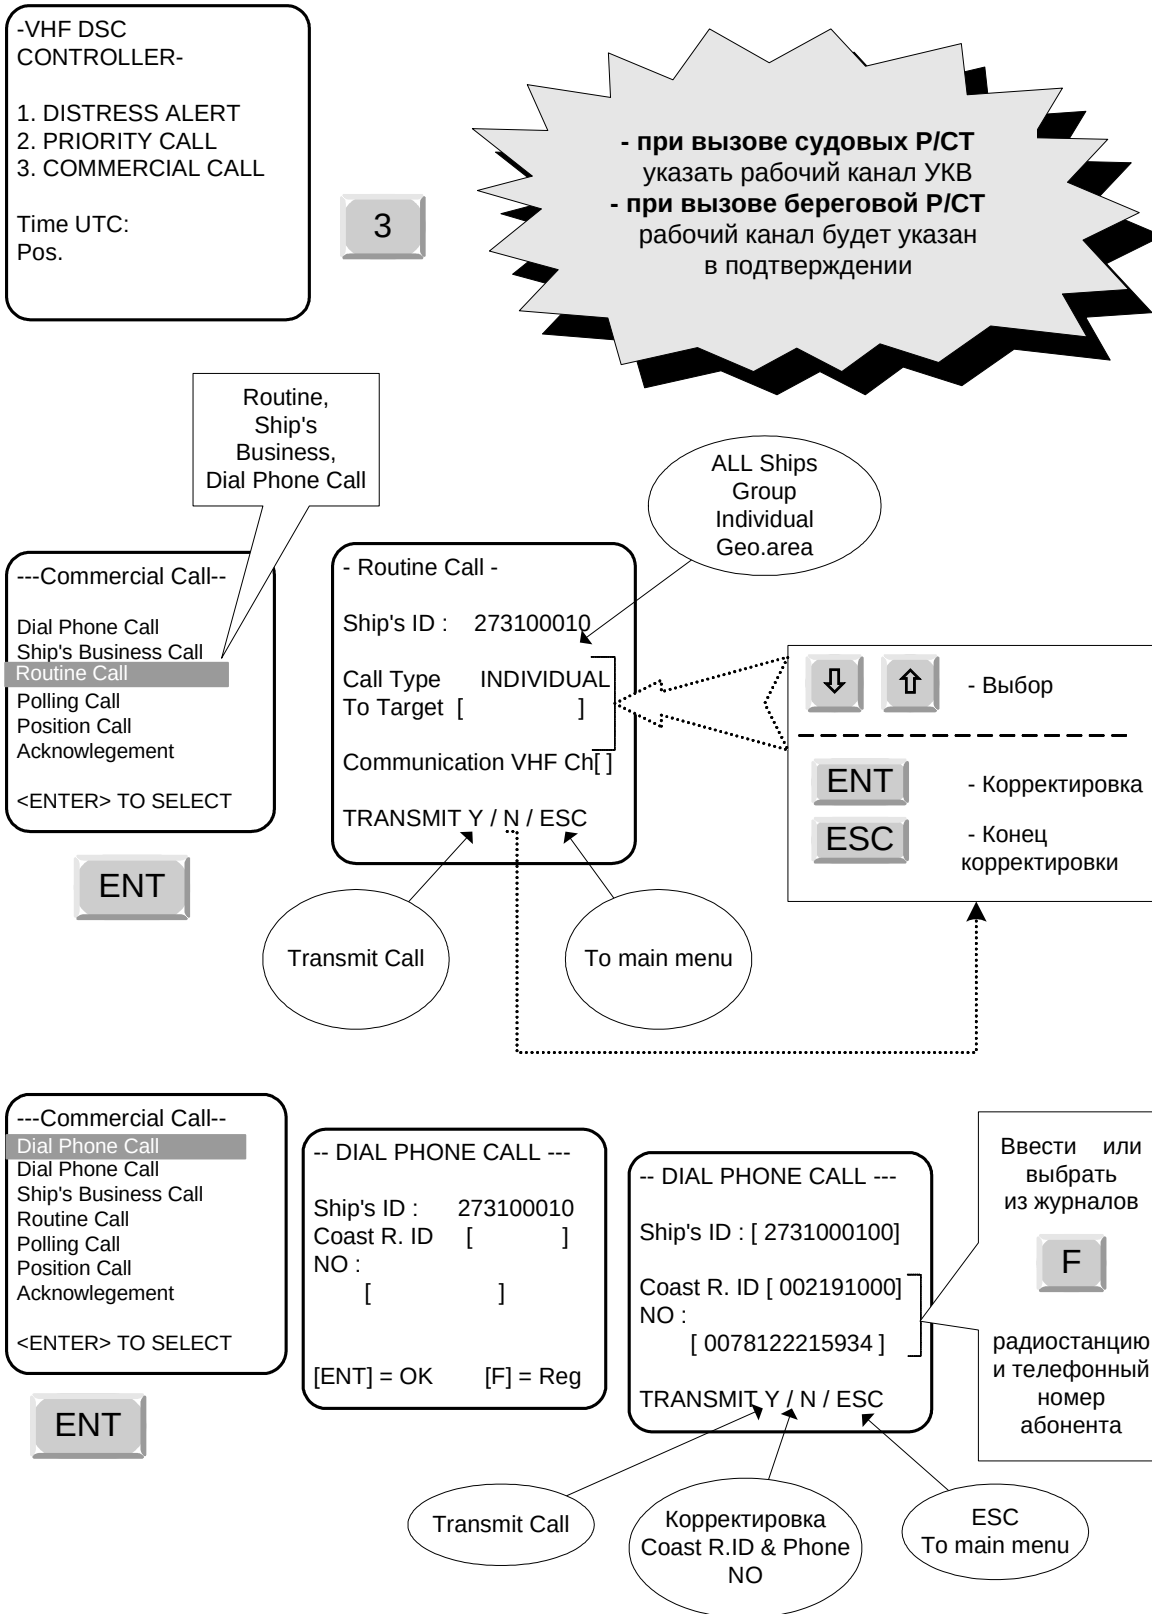 -VHF DSC
CONTROLLER-
1. DISTRESS ALERT
2. PRIORITY CALL
3. COMMERCIAL CALL
Time UTC:
Pos.
3
- при вызове судовых Р/СТ
указать рабочий канал УКВ
- при вызове береговой Р/СТ
рабочий канал будет указан
в подтверждении
Routine,
Ship's
Business,
Dial Phone Call
ALL Ships
Group
Individual
Geo.area
---Commercial Call--
Dial Phone Call
Ship's Business Call
Routine Call
Polling Call
Position Call
Acknowlegement
<ENTER> TO SELECT
ENT
- Routine Call -
Ship's ID : 273100010
Call Type INDIVIDUAL
To Target [ ]
Communication VHF Ch[ ]
TRANSMIT Y / N / ESC
- Выбор
ENT - Корректировка
ESC - Конец
корректировки
Transmit Call
To main menu
---Commercial Call--
Dial Phone Call
Dial Phone Call
Ship's Business Call
Routine Call
Polling Call
Position Call
Acknowlegement
<ENTER> TO SELECT
ENT
-- DIAL PHONE CALL ---
Ship's ID : 273100010
Coast R. ID [ ]
NO :
[ ]
[ENT] = OK [F] = Reg
-- DIAL PHONE CALL ---
Ship's ID : [ 2731000100]
Coast R. ID [ 002191000]
NO :
[ 0078122215934 ]
TRANSMIT Y / N / ESC
Ввести или
выбрать
из журналов
F
радиостанцию
и телефонный
номер
абонента
Transmit Call
Корректировка
Coast R.ID & Phone
NO
ESC
To main menu